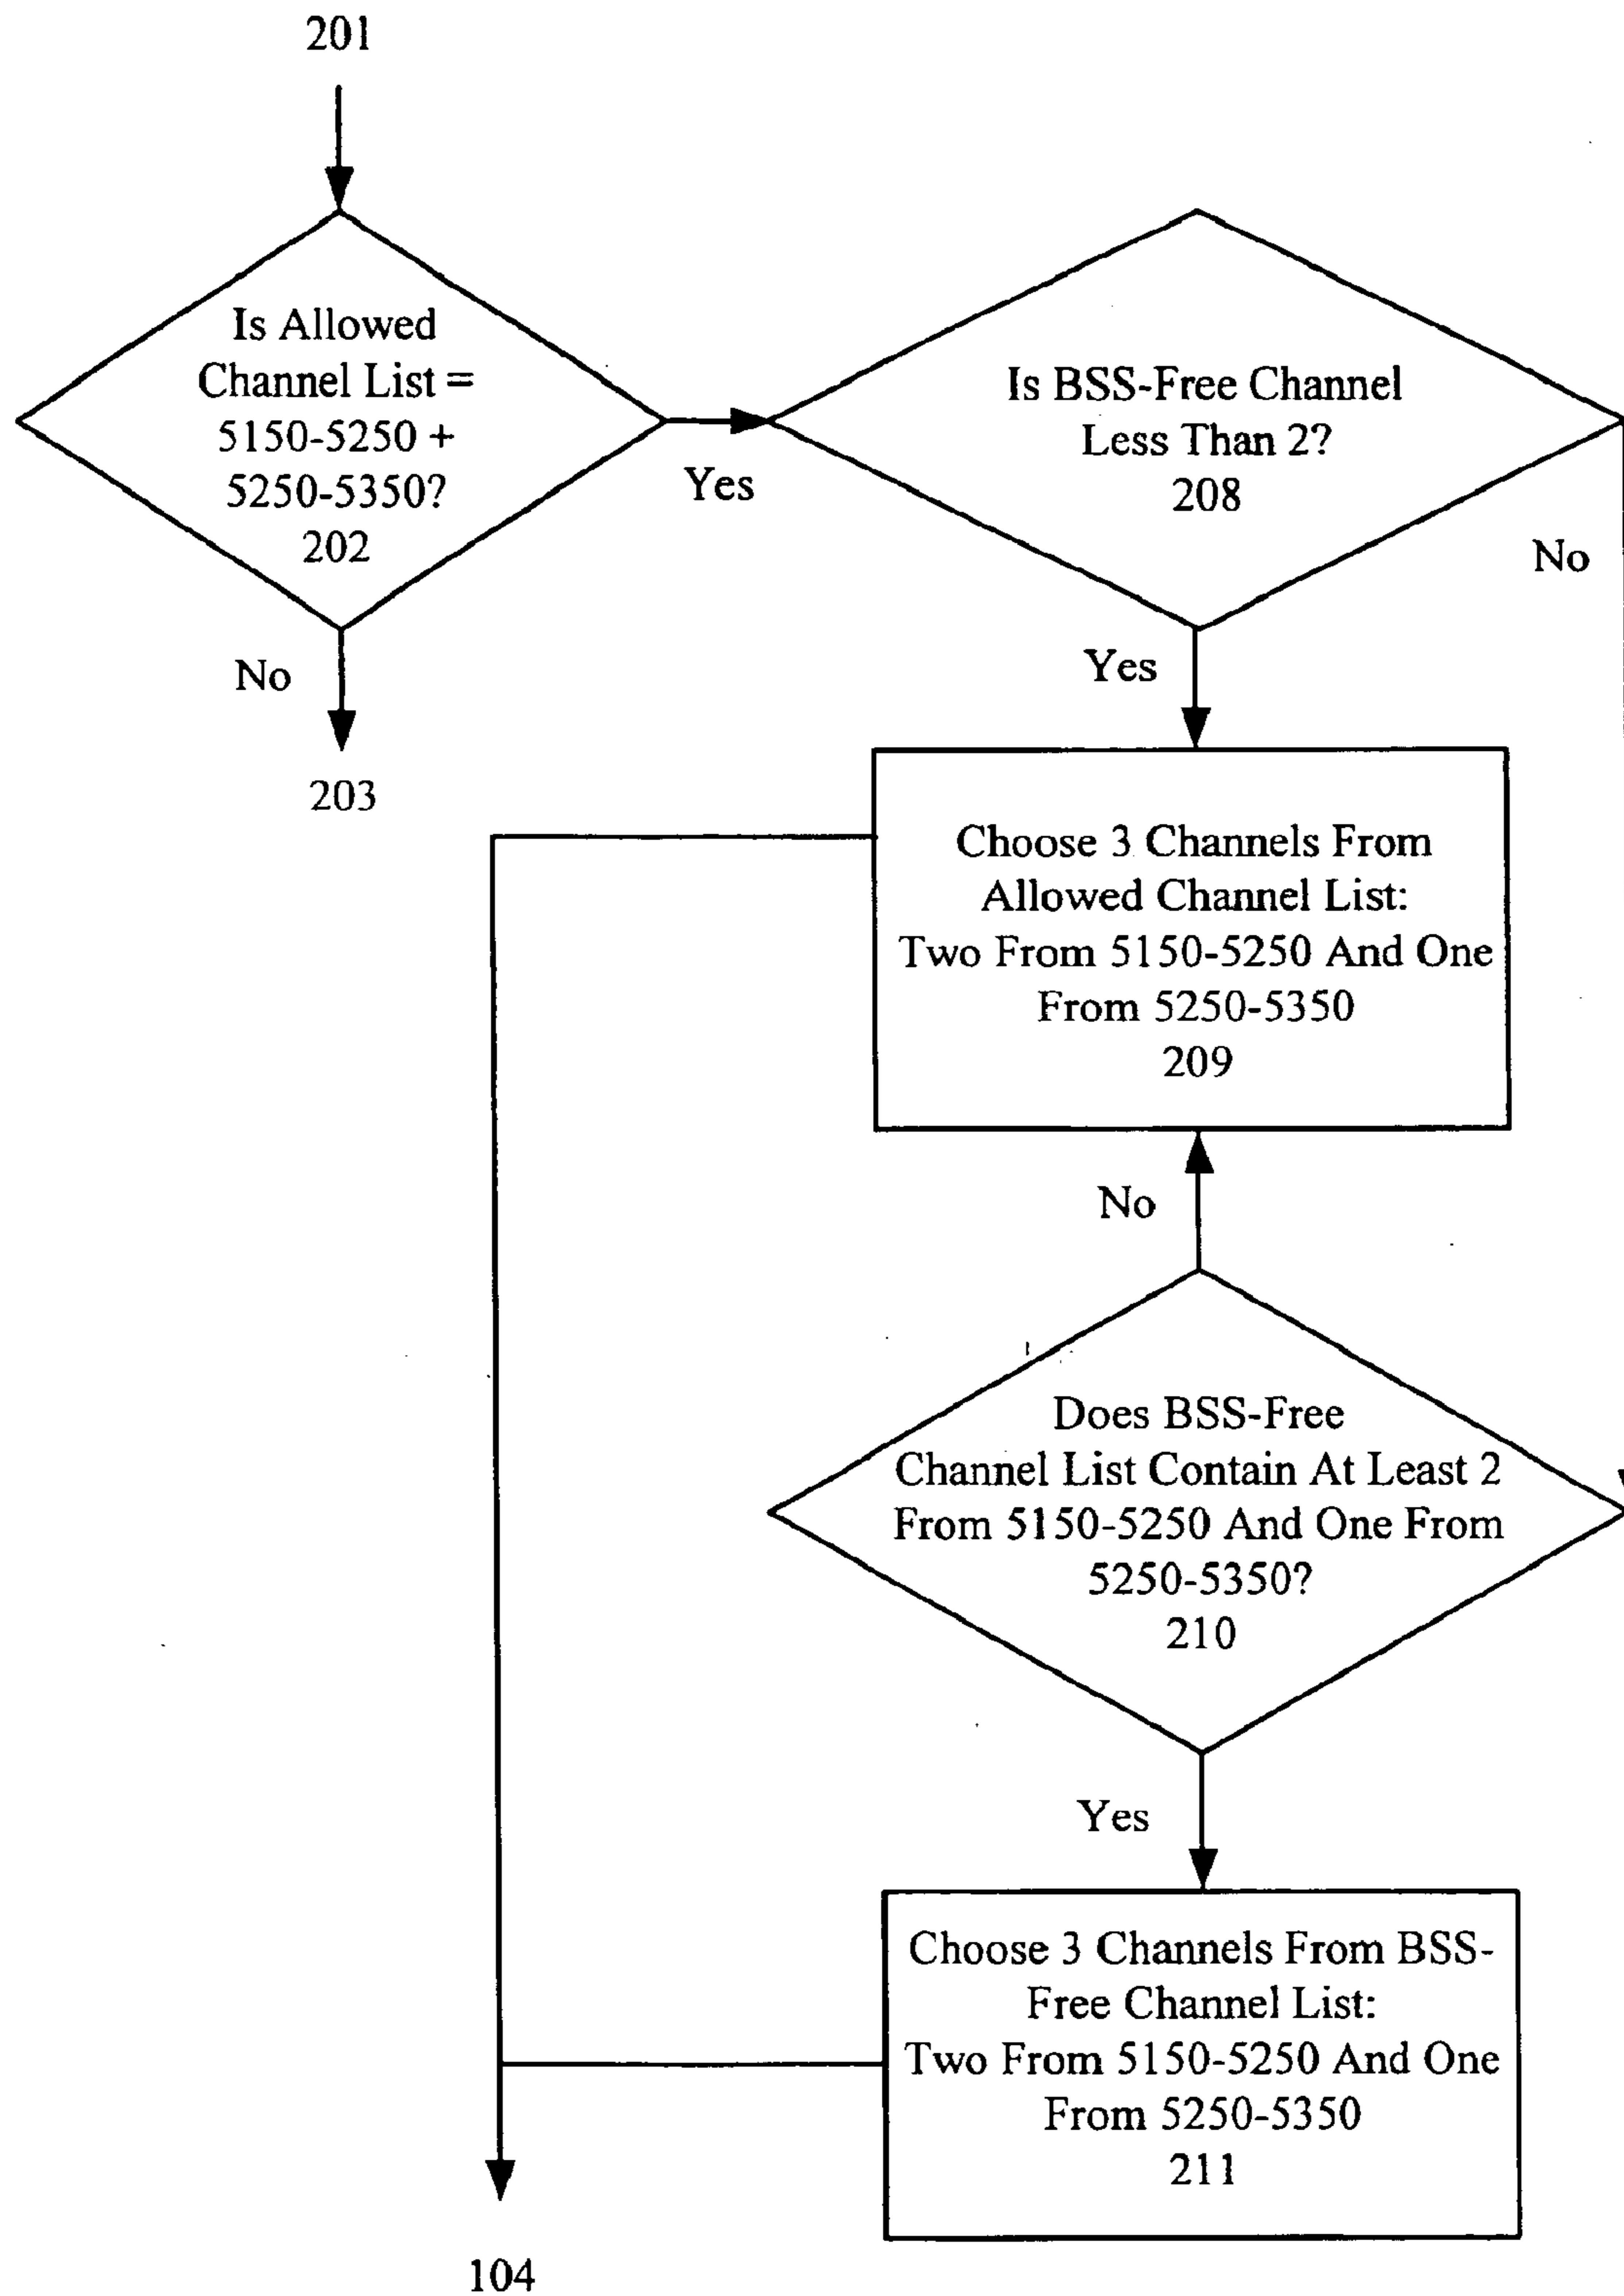 201
Is Allowed
Channel List =
5150-5250 +
5250-5350?
202
Yes
No
203
Is BSS-Free Channel
Less Than 2?
208
No
Yes
Choose 3 Channels From
Allowed Channel List:
Two From 5150-5250 And One
From 5250-5350
209
No
Does BSS-Free
Channel List Contain At Least 2
From 5150-5250 And One From
5250-5350?
210
Yes
Choose 3 Channels From BSS-
Free Channel List:
Two From 5150-5250 And One
From 5250-5350
211
104